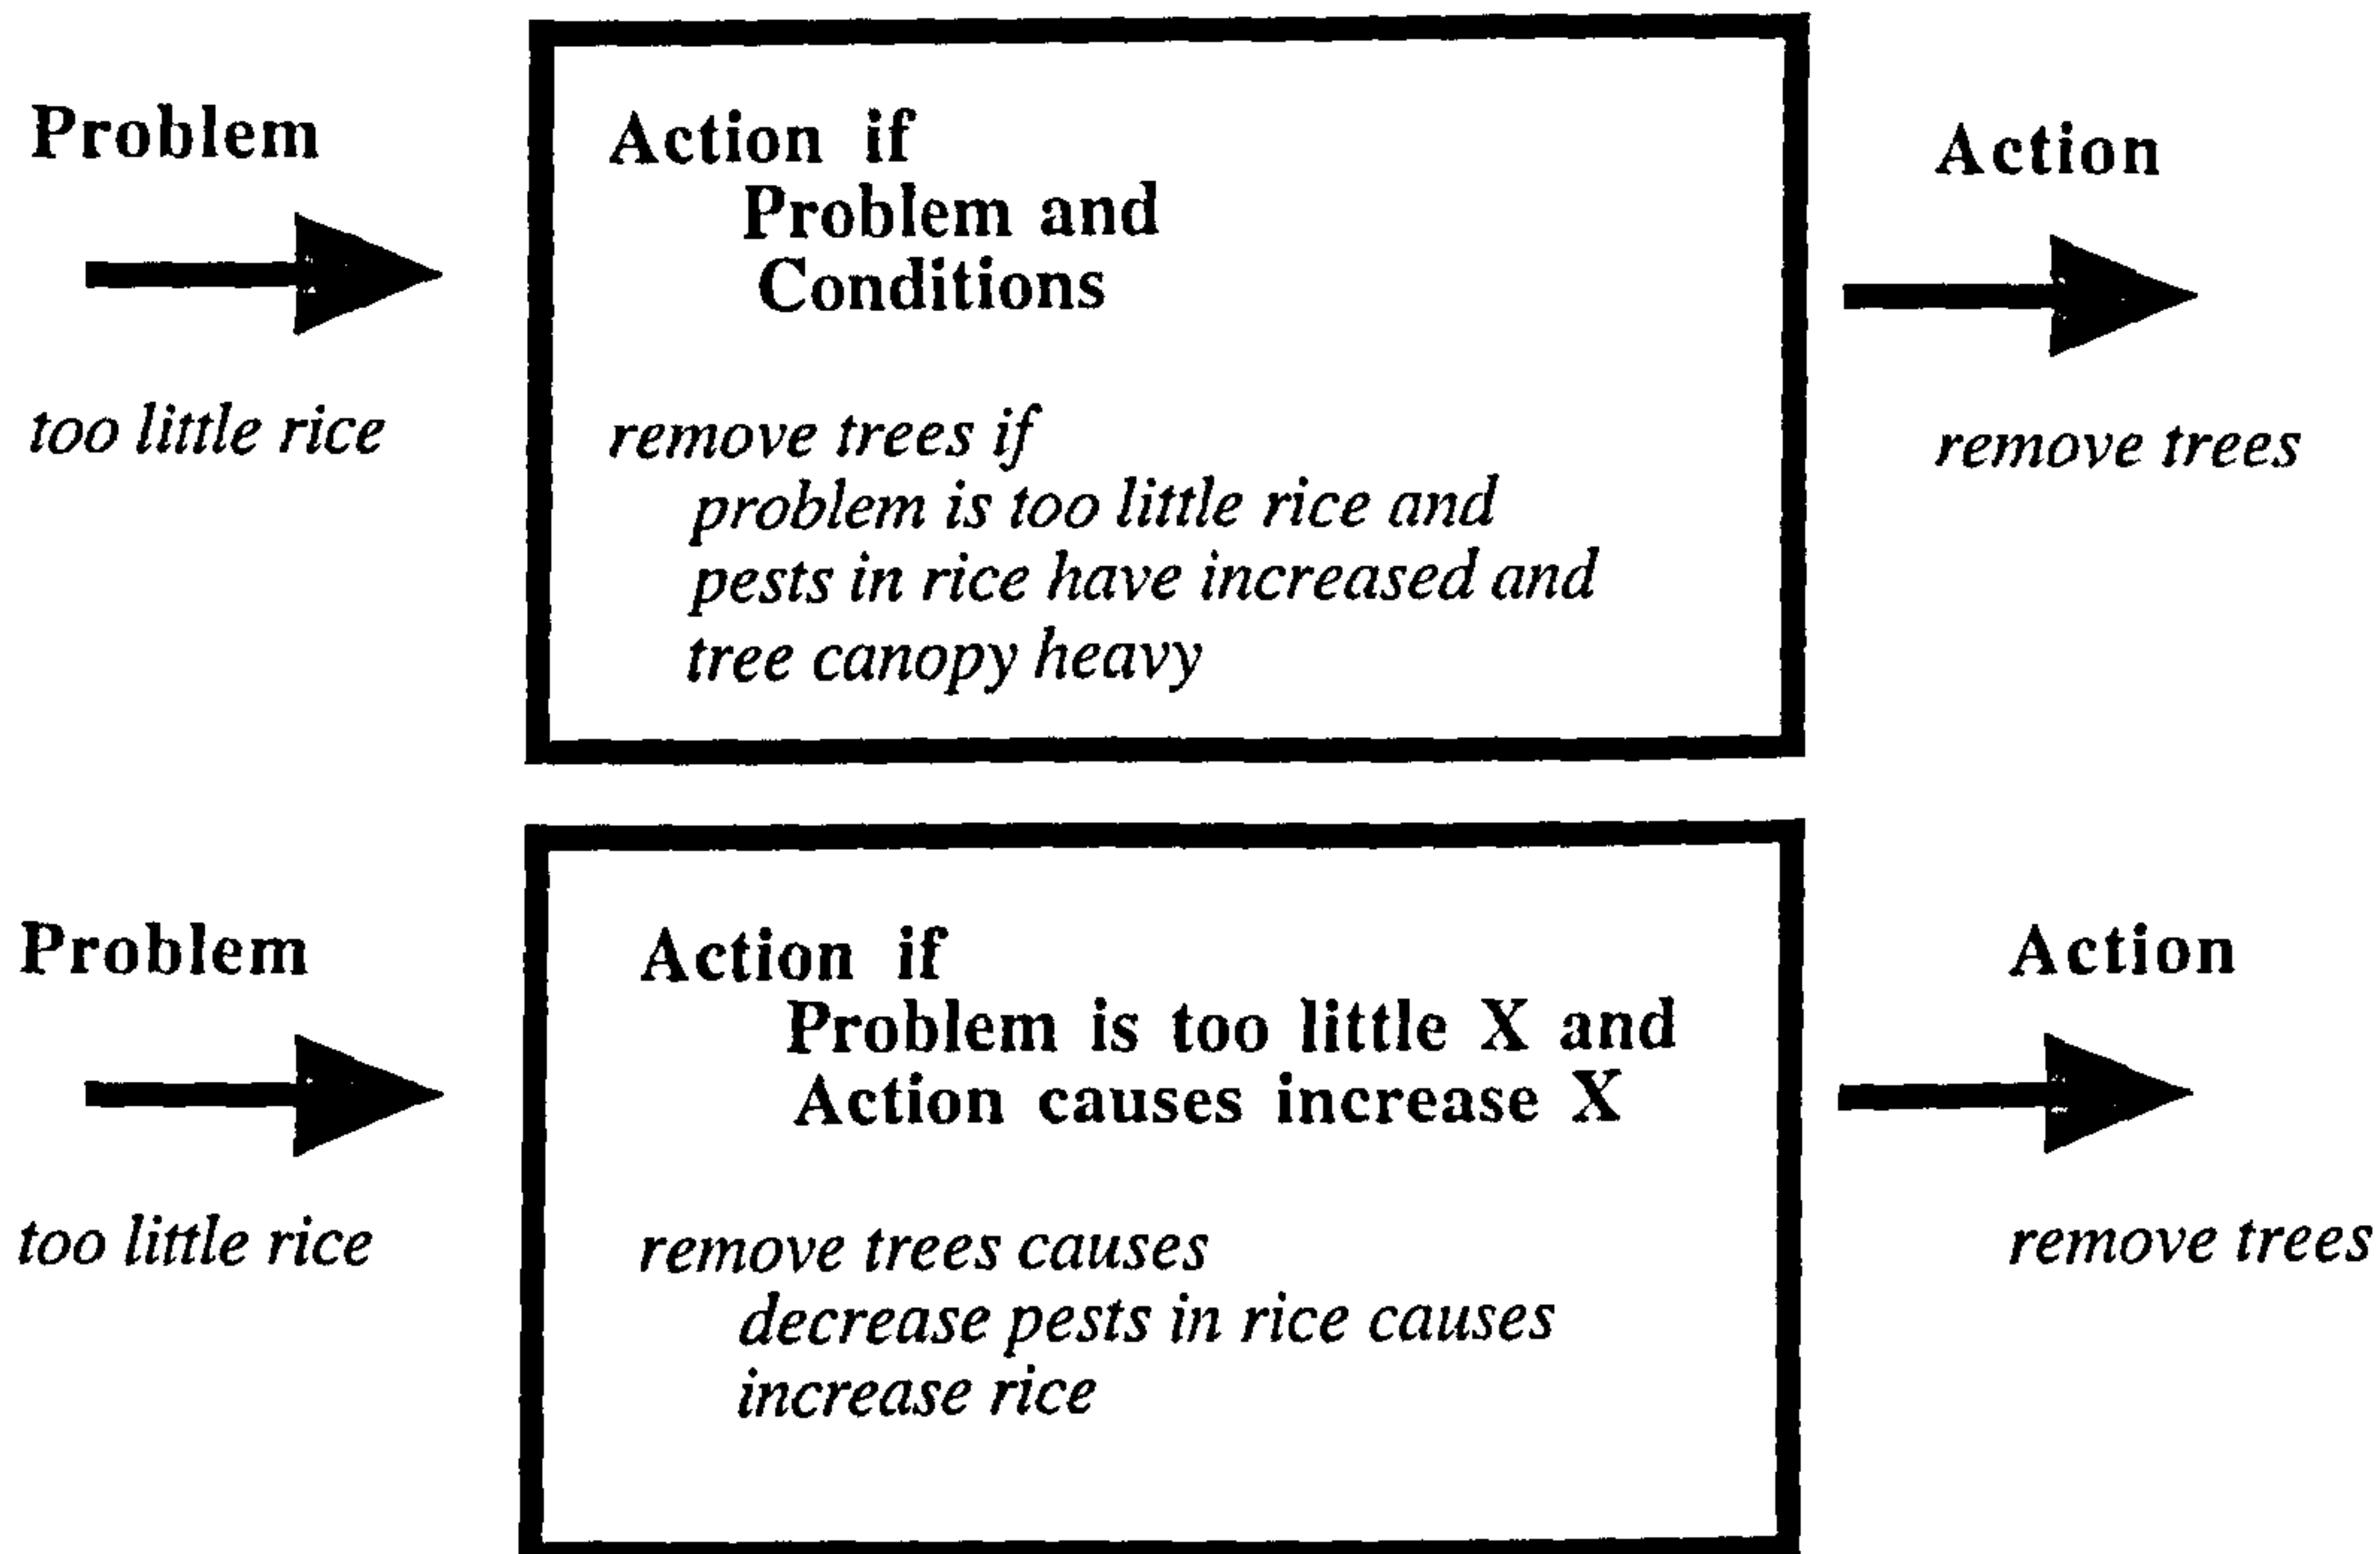 Problem
too little rice
Action if
Problem and
Conditions
remove trees if
problem is too little rice and
pests in rice have increased and
tree canopy heavy
Action
remove trees
Problem
too little rice
Action if
Problem is too little X and
Action causes increase X
remove trees causes
decrease pests in rice causes
increase rice
Action
remove trees